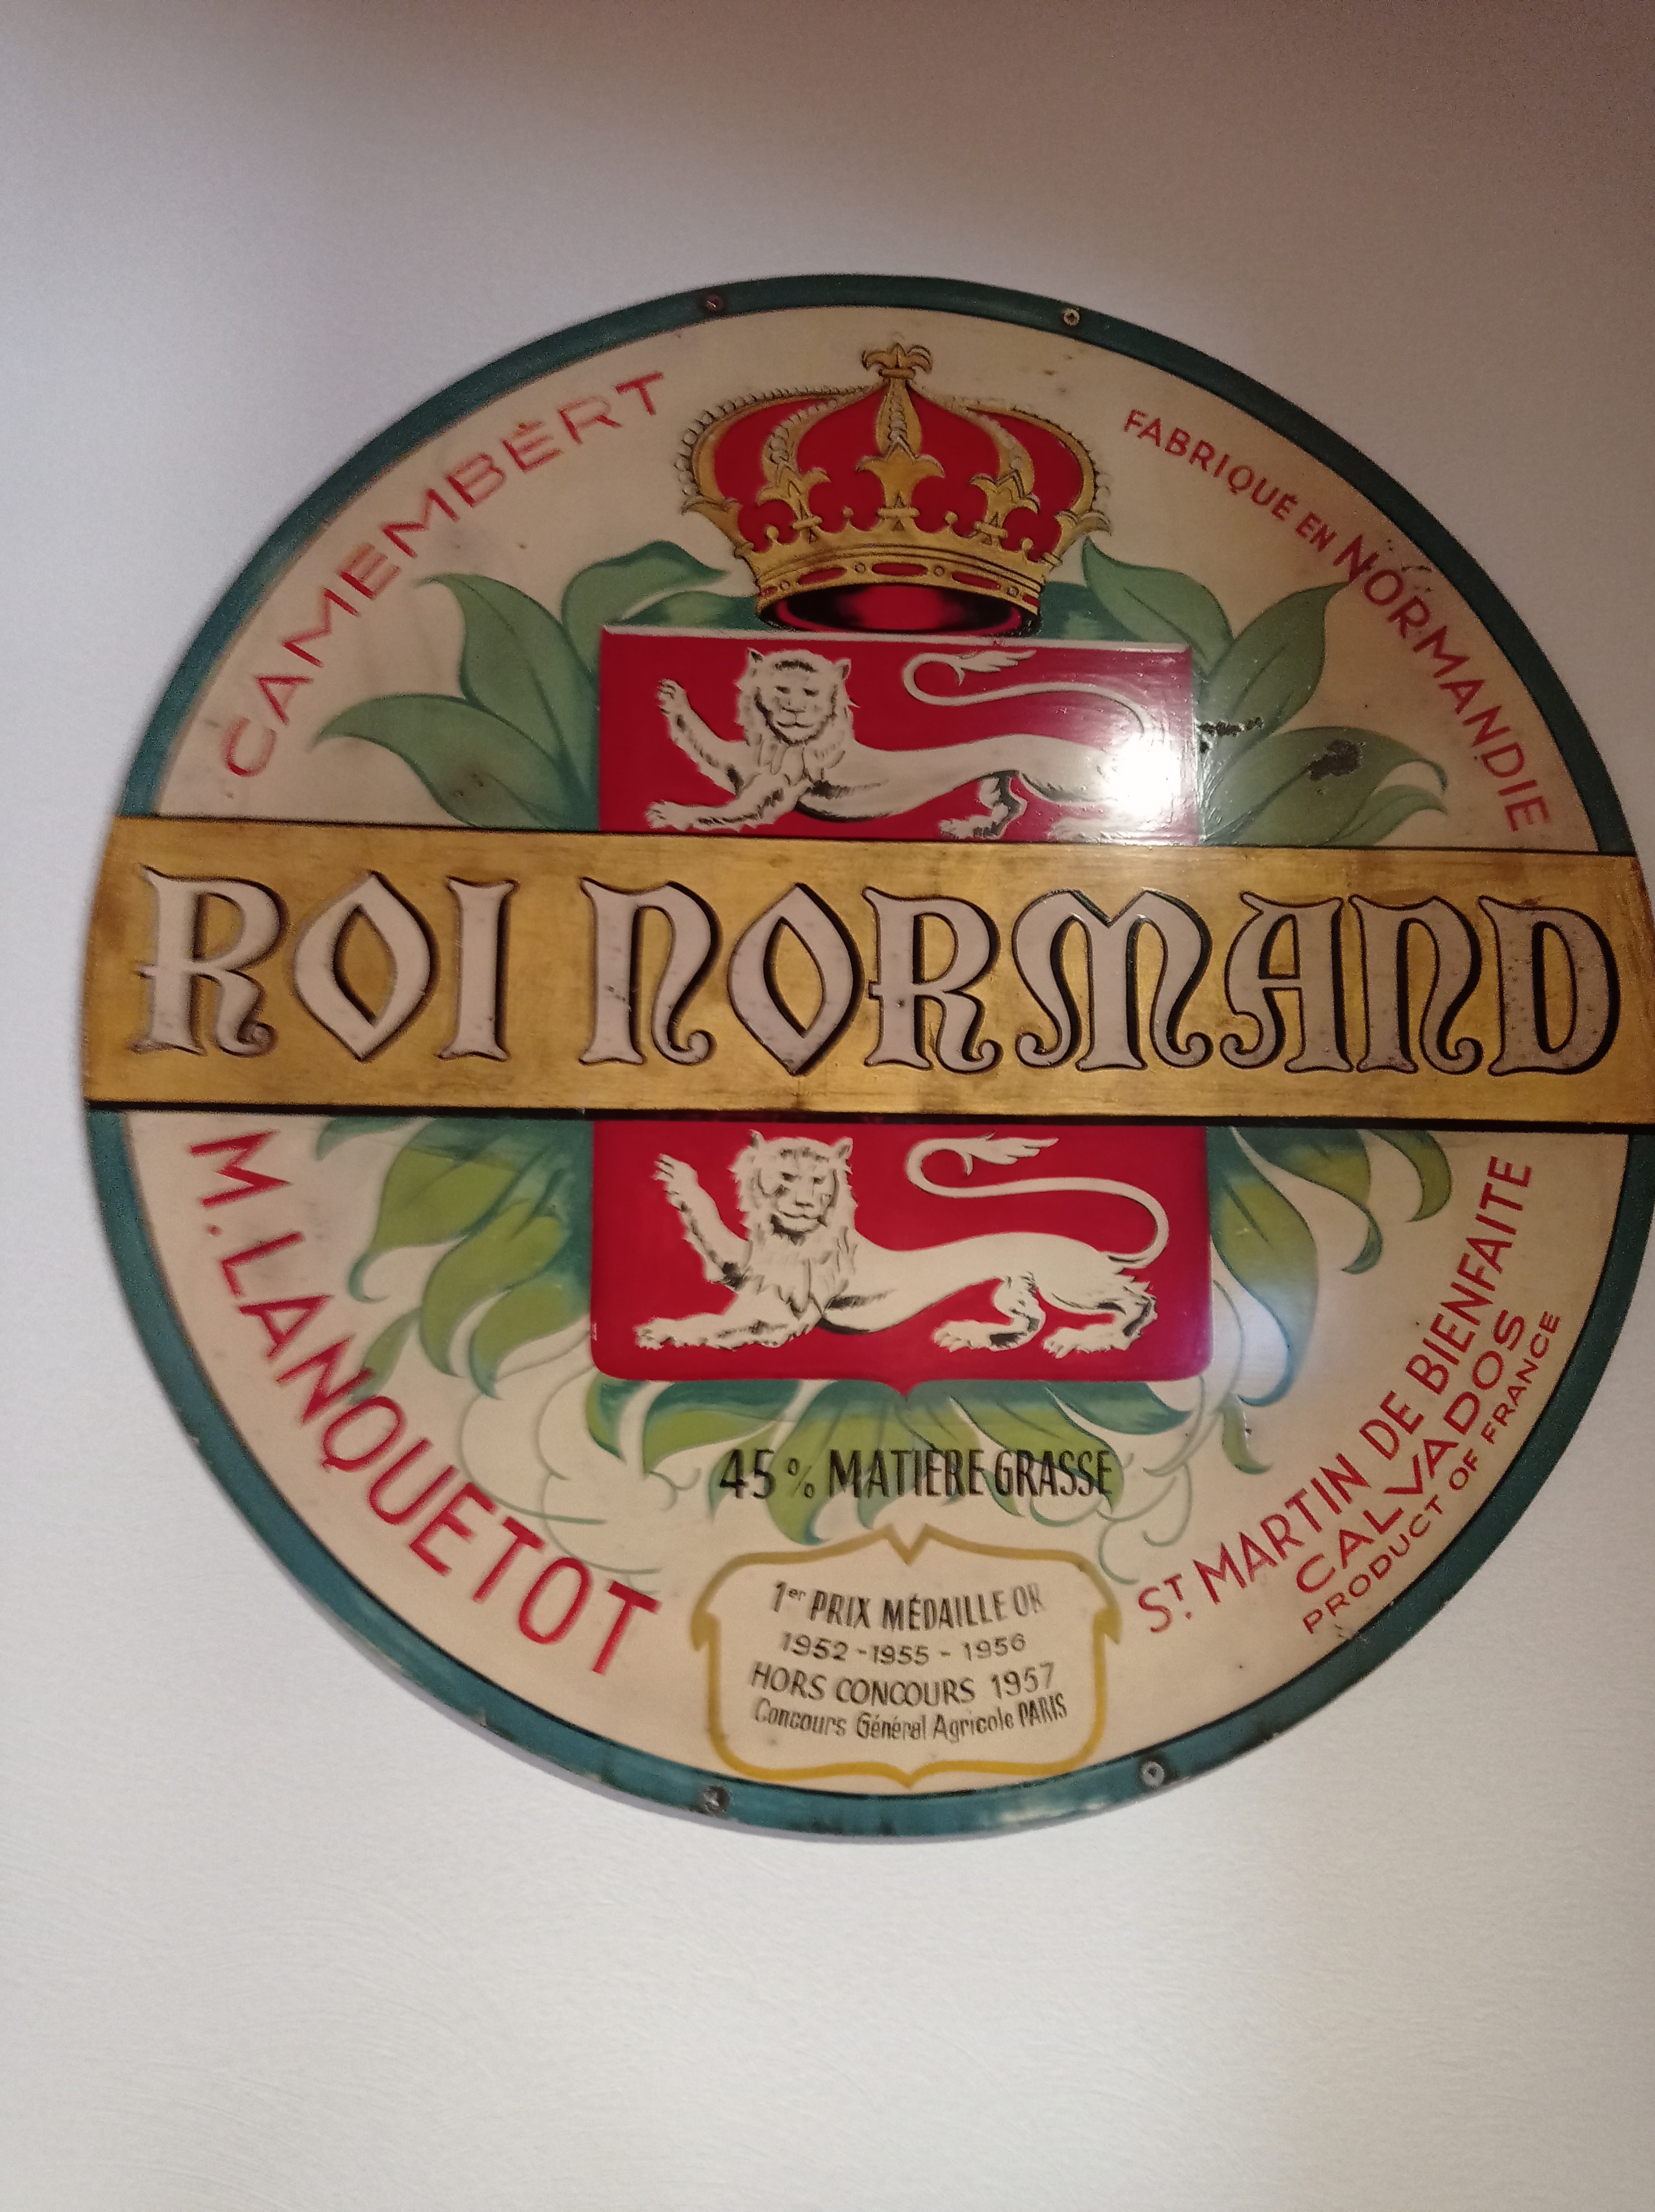 CAMEMBÈRT
FABRIQUÉ EN NORMANDIE
ROI NORMAND
M. LANQUETOT
ST. MARTIN DE BIENFAITE
CALVADOS
PRODUCT OF FRANCE
45% MATIÈRE GRASSE
1er PRIX MÉDAILLE OR
1952 - 1955 - 1956
HORS CONCOURS 1957
Concours Général Agricole PARIS